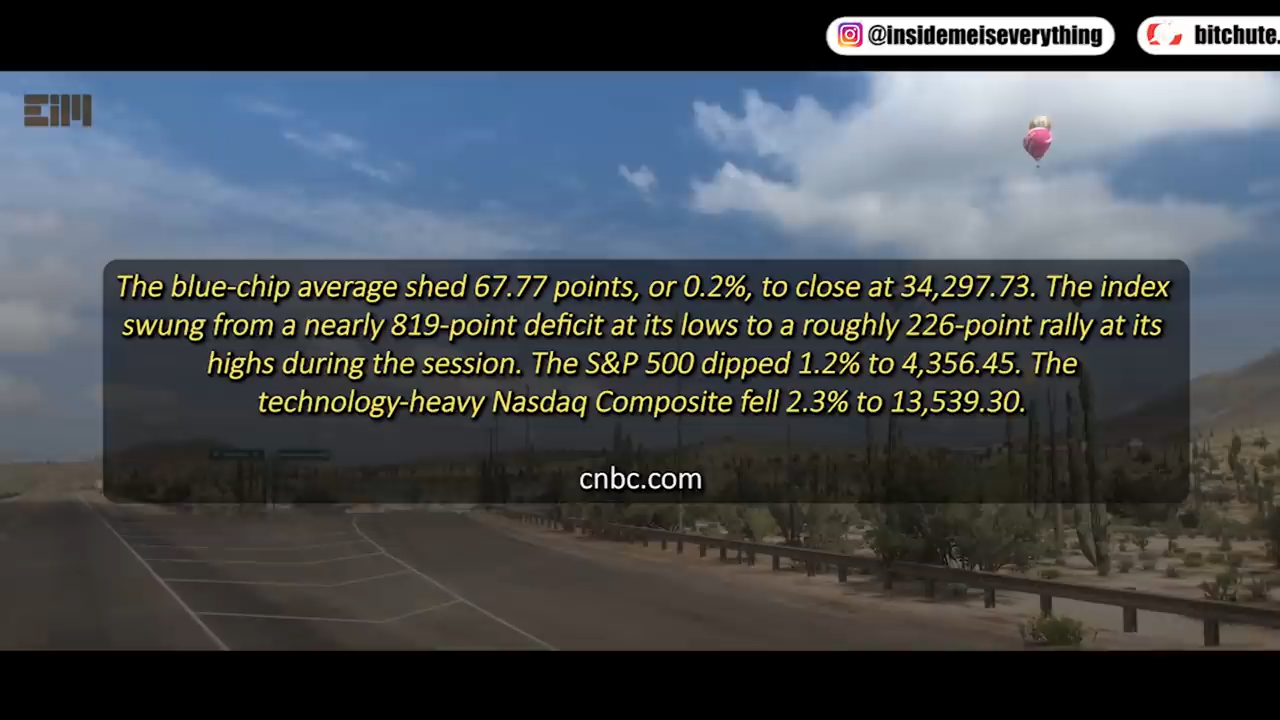 @insidemeiseverything
bitchute.
EiM
The blue-chip average shed 67.77 points, or 0.2%, to close at 34,297.73. The index
swung from a nearly 819-point deficit at its lows to a roughly 226-point rally at its
highs during the session. The S&P 500 dipped 1.2% to 4,356.45. The
technology-heavy Nasdaq Composite fell 2.3% to 13,539.30.
cnbc.com